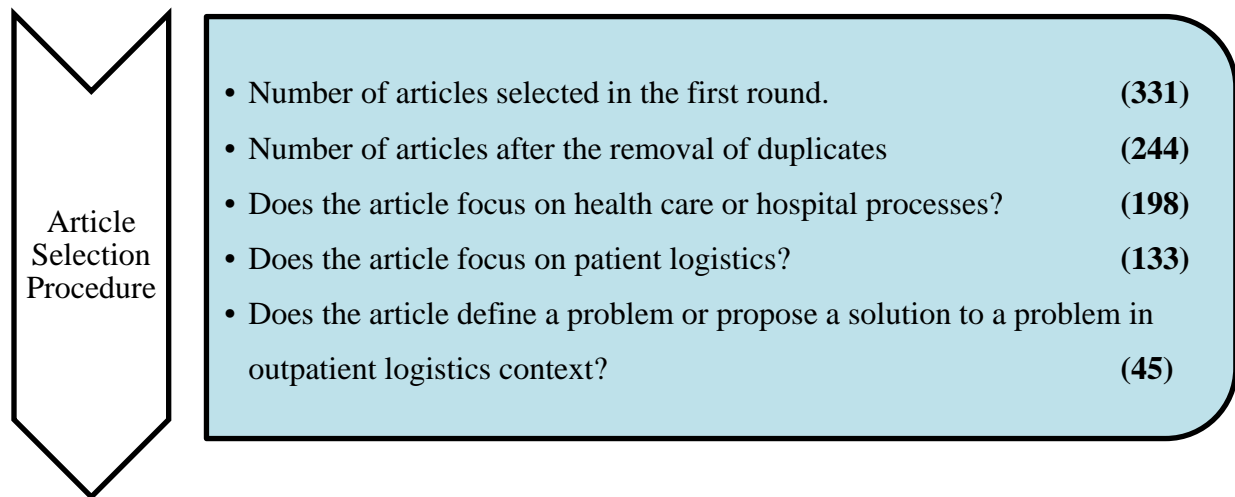 Article
Selection
Procedure
• Number of articles selected in the first round. (331)
• Number of articles after the removal of duplicates (244)
• Does the article focus on health care or hospital processes? (198)
• Does the article focus on patient logistics? (133)
• Does the article define a problem or propose a solution to a problem in
outpatient logistics context? (45)